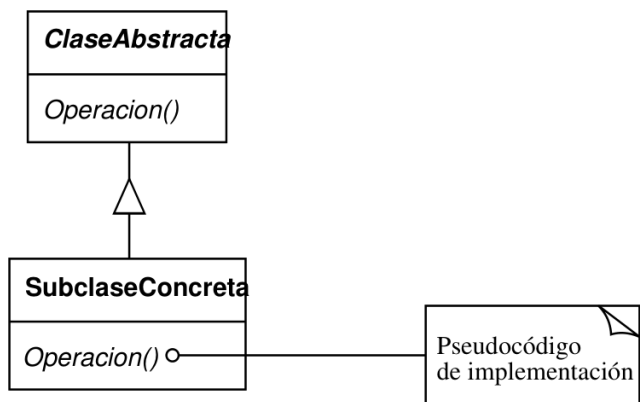 ClaseAbstracta
Operacion()
SubclaseConcreta
Operacion()
Pseudocódigo
de implementación